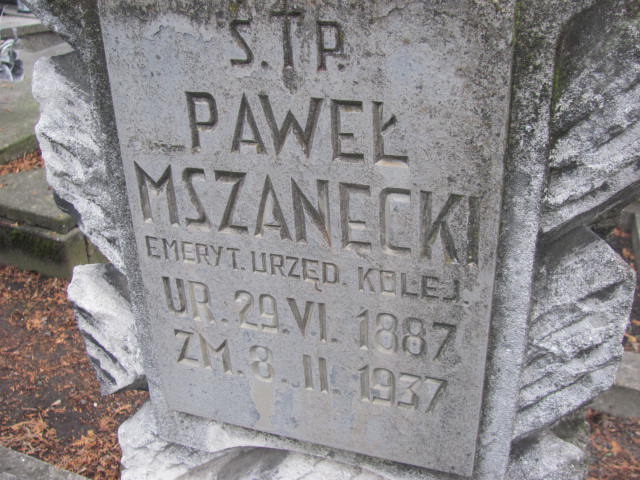 S.†P.
PAWEŁ
MSZANECKI
EMERYT. URZĘD. KOLEJ.
UR. 29. VI. 1887
ZM. 8. II. 1937